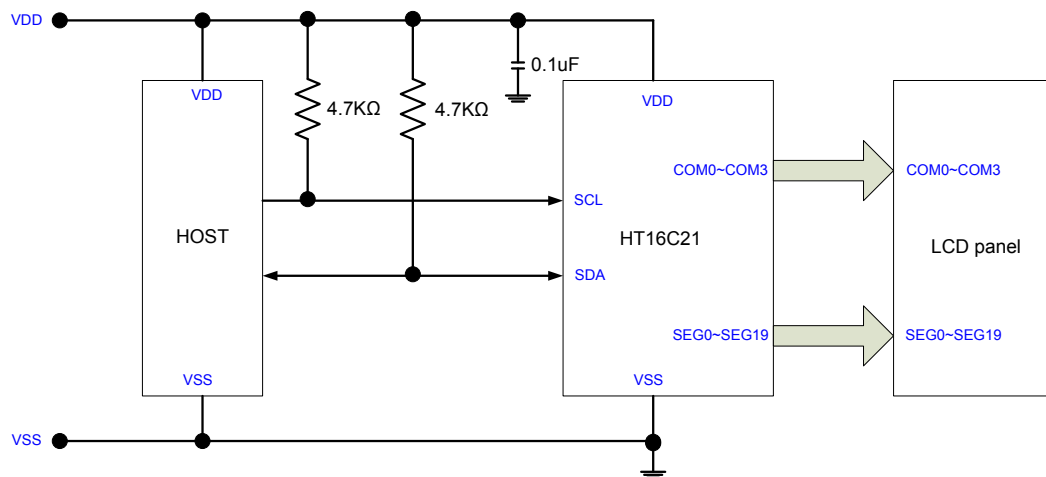 VDD
0.1uF
VDD
4.7KΩ
4.7KΩ
VDD
COM0~COM3
COM0~COM3
SCL
HOST
HT16C21
LCD panel
SDA
SEG0~SEG19
SEG0~SEG19
VSS
VSS
VSS